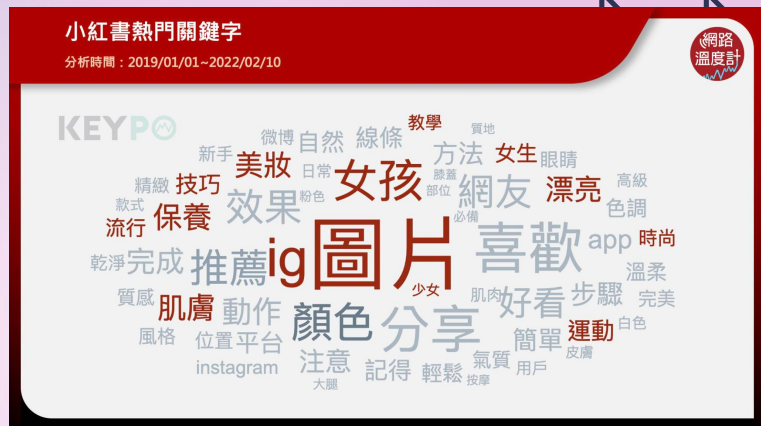 小紅書熱門關鍵字
分析時間：2019/01/01~2022/02/10
網路
溫度計
KEYPO
教學 質地
微博 自然 線條 方法 女生 眼睛
新手 美妝 日常 女孩 膝蓋 網友 漂亮 高級
精緻 技巧 粉色 部位 色調
款式 保養 效果 必備
流行 ig 圖片 喜歡 app 時尚
乾淨 完成 推薦 溫柔
質感 肌膚 動作 少女 肌肉 好看 步驟 完美
顏色 分享 白色
風格 位置 平台 簡單 運動
皮膚
instagram 注意 記得 輕鬆 氣質 用戶
大腿 按摩